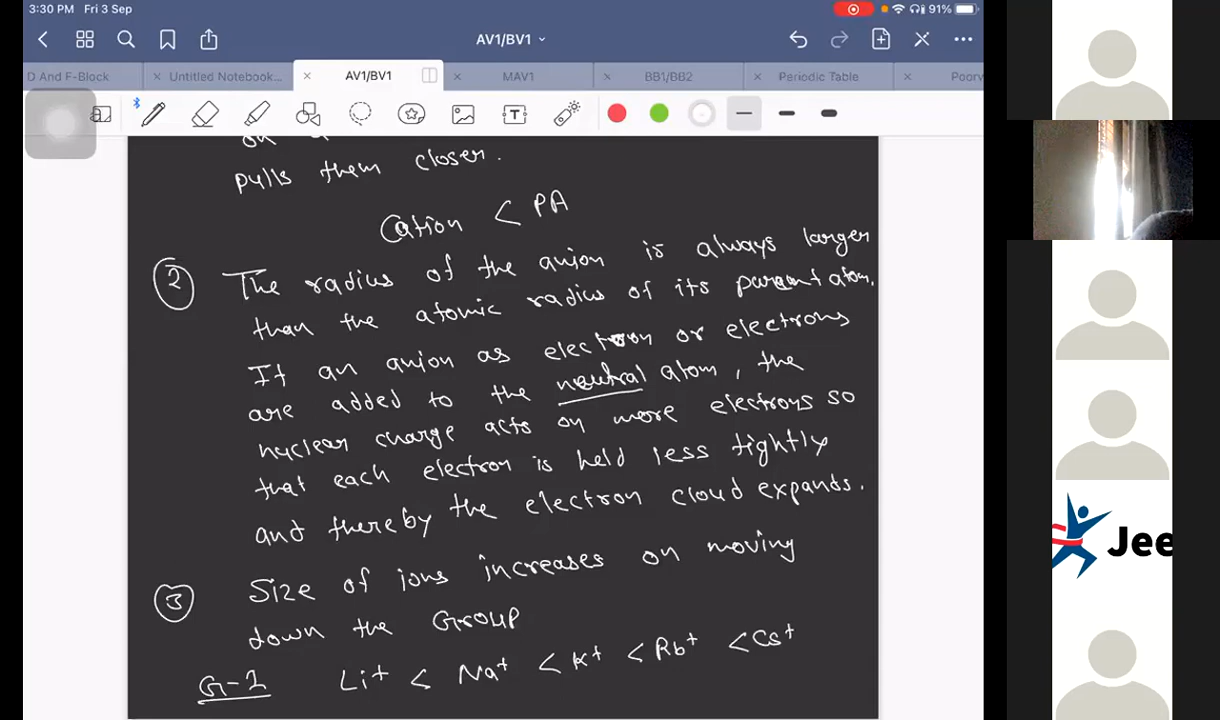 3:30 PM Fri 3 Sep
91%
AV1/BV1
D And F-Block
Untitled Notebook...
AV1/BV1
MAV1
BB1/BB2
Periodic Table
Poorv
on
pulls them closer.
Cation < PA
2 The radius of the anion is always larger
than the atomic radius of its parent atom.
If an anion as electron or electrons
are added to the neutral atom, the
nuclear charge acts on more electrons so
that each electron is held less tightly
and thereby the electron cloud expands.
3 Size of ions increases on moving
down the Group
G-1 Li+ < Na+ < K+ < Rb+ < Cs+
Jee